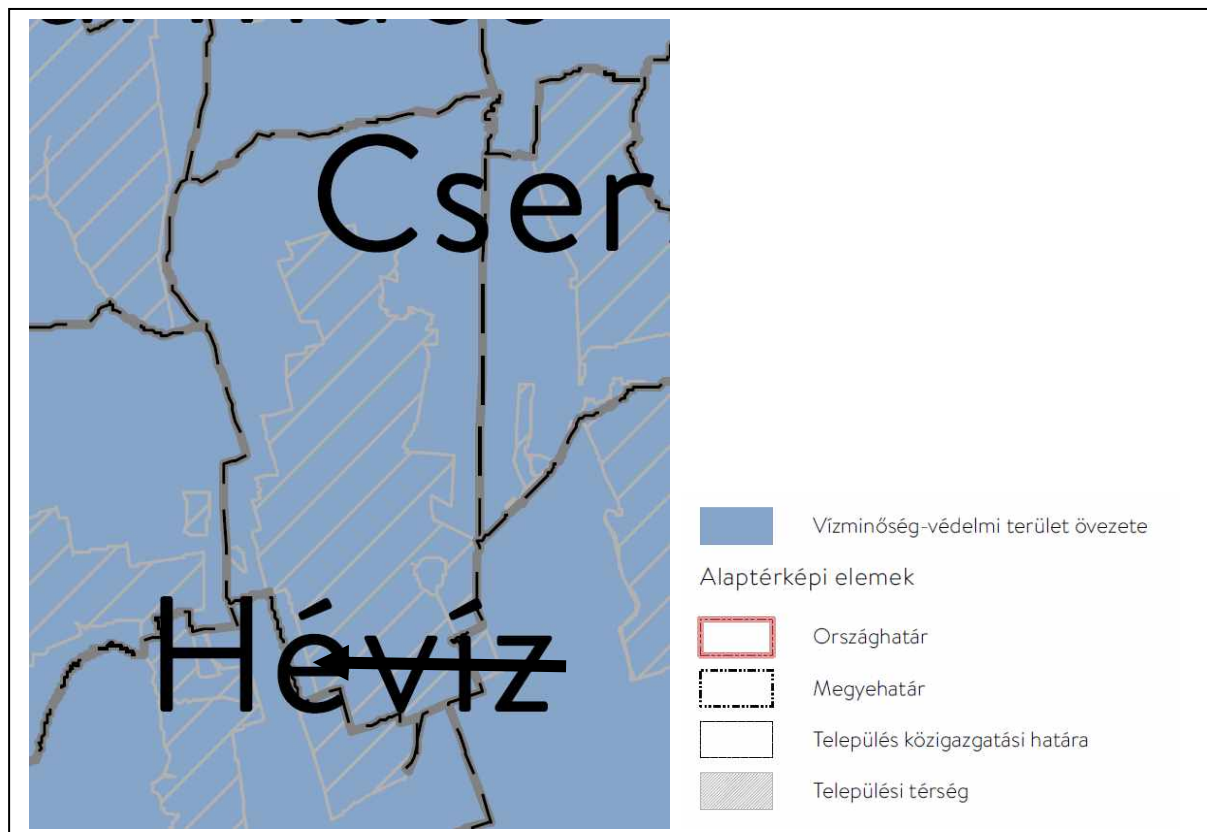 Cser
Hévíz
Vízminőség-védelmi terület övezete
Alaptérképi elemek
Országhatár
Megyehatár
Település közigazgatási határa
Települési térség